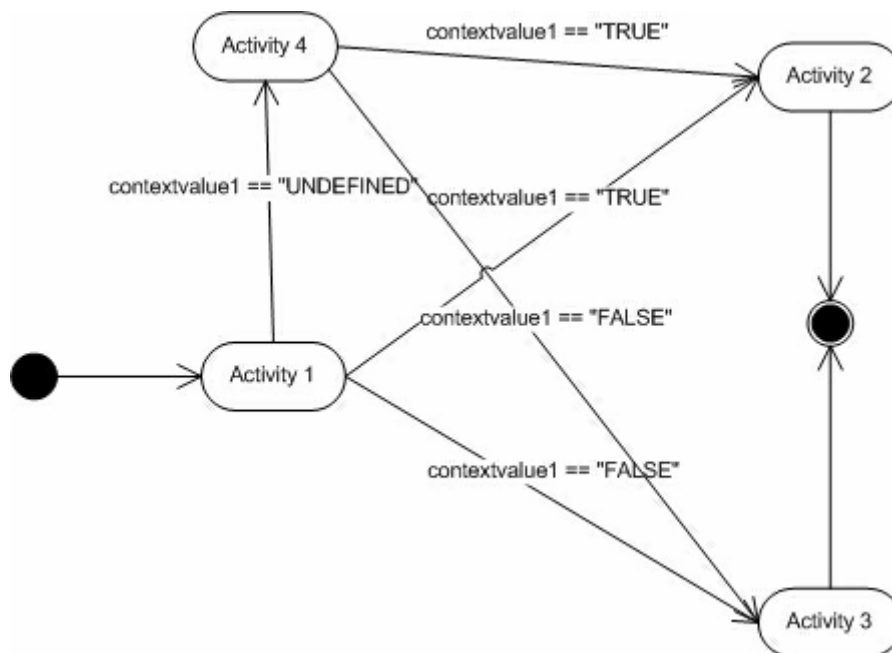 contextvalue1 == "TRUE"
Activity 4
Activity 2
contextvalue1 == "UNDEFINED"
contextvalue1 == "TRUE"
contextvalue1 == "FALSE"
Activity 1
contextvalue1 == "FALSE"
Activity 3